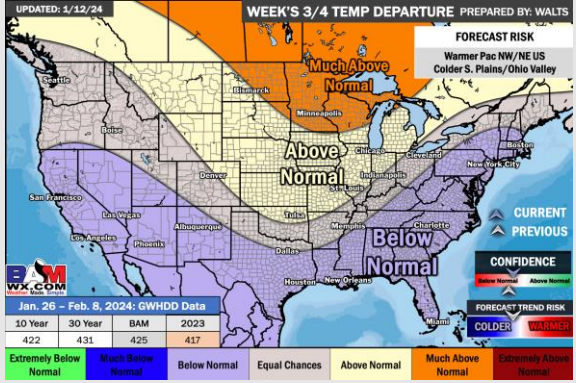 UPDATED: 1/12/24
WEEK'S 3/4 TEMP DEPARTURE PREPARED BY: WALTS
FORECAST RISK
Warmer Pac NW/NE US
Colder S. Plains/Ohio Valley
Much Above
Normal
Seattle
Bismarck
Minneapolis
Boise
Boston
Above
Normal
Chicago
Cleveland
New York City
Denver
Indianapolis
St. Louis
San Francisco
Las Vegas
Tulsa
CURRENT
PREVIOUS
Albuquerque
Memphis
Charlotte
Los Angeles
Phoenix
Below
Normal
Dallas
CONFIDENCE
Below Normal Above Normal
Houston
New Orleans
BAM
WX.COM
Weather Made Simple
FORECAST TREND RISK
COLDER WARMER
Miami
Jan. 26 – Feb. 8, 2024: GWHDD Data
10 Year 30 Year BAM 2023
422 431 425 417
Extremely Below
Normal
Much Below
Normal
Below Normal
Equal Chances
Above Normal
Much Above
Normal
Extremely Above
Normal